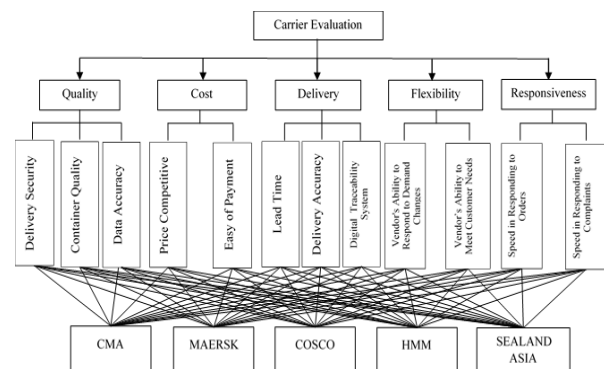 Carrier Evaluation
Quality
Cost
Delivery
Flexibility
Responsiveness
Delivery Security
Container Quality
Data Accuracy
Price Competitive
Easy of Payment
Lead Time
Delivery Accuracy
Digital Traceability
System
Vendor's Ability to
Respond to Demand
Changes
Vendor's Ability to
Meet Customer Needs
Speed in Responding to
Orders
Speed in Responding to
Complaints
CMA
MAERSK
COSCO
HMM
SEALAND
ASIA